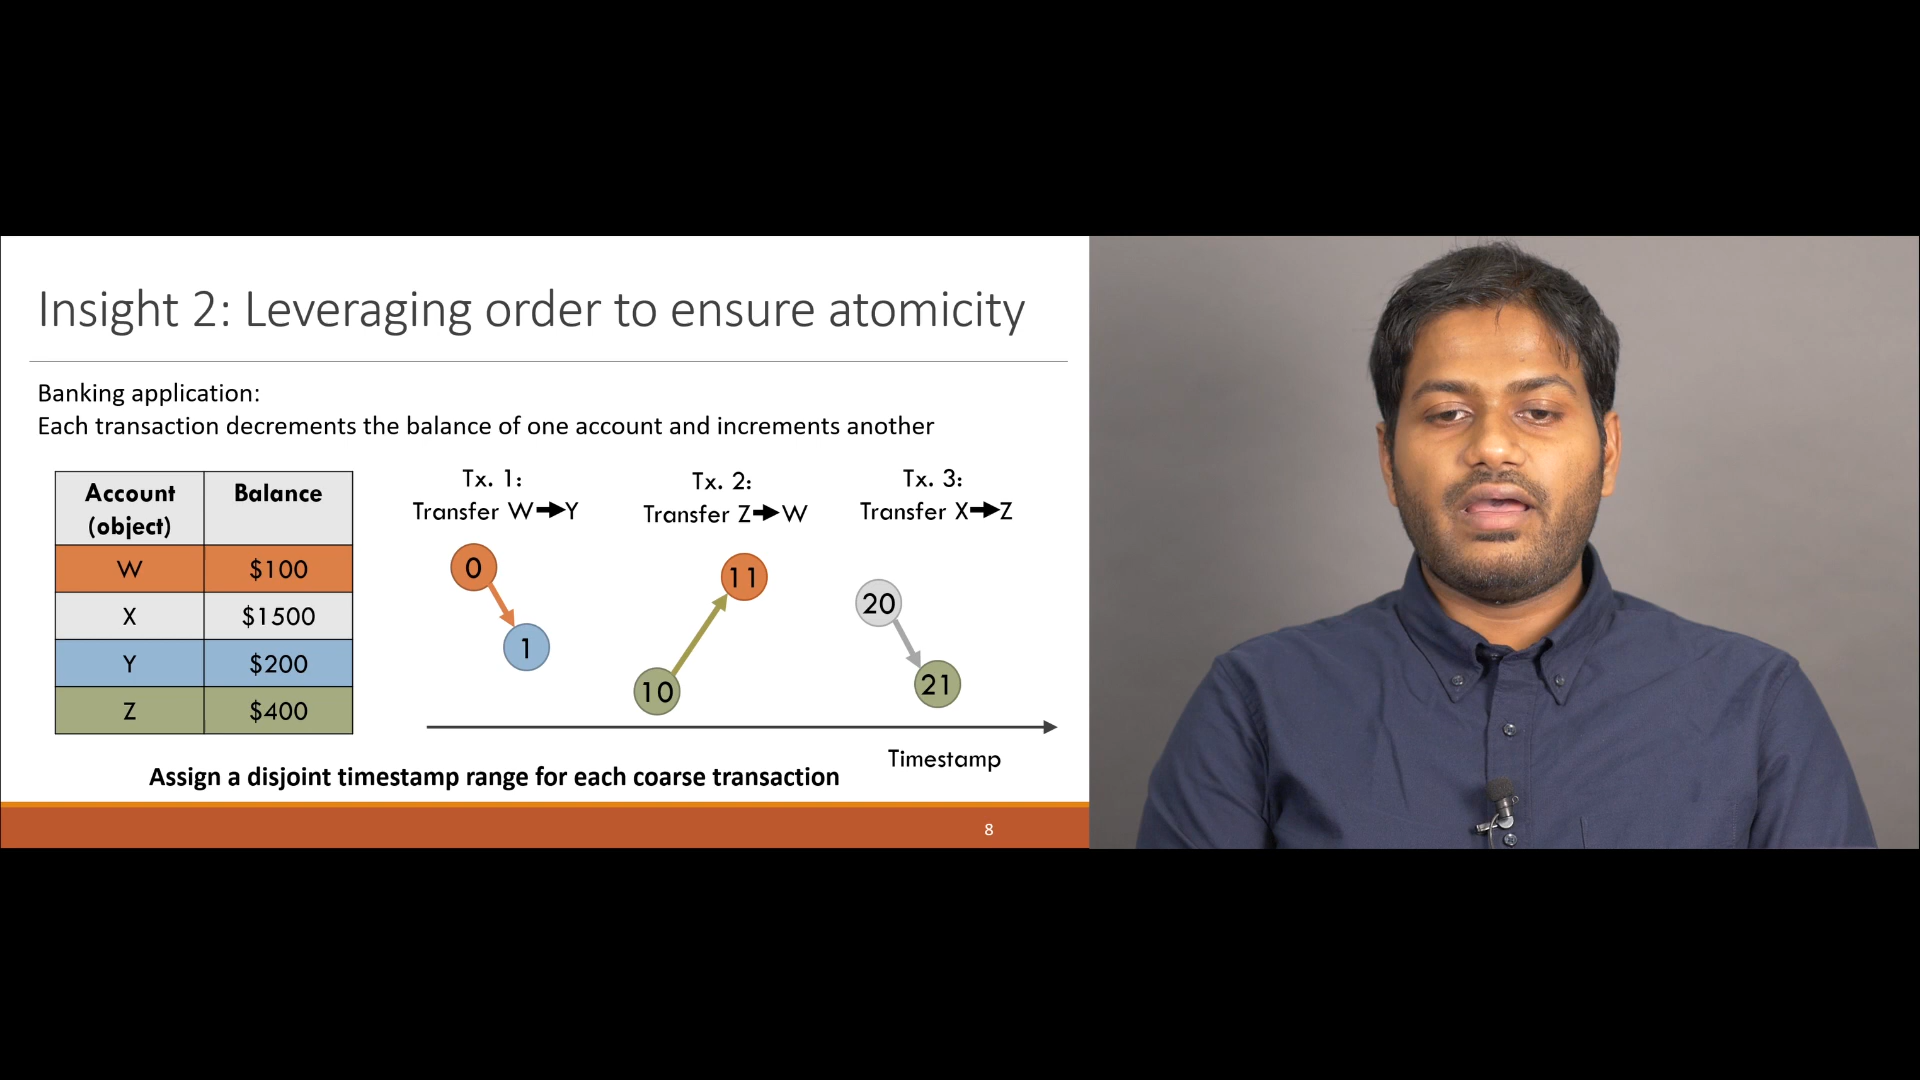 Insight 2: Leveraging order to ensure atomicity
Banking application:
Each transaction decrements the balance of one account and increments another
Account (object) Balance
W $100
X $1500
Y $200
Z $400
Tx. 1:
Transfer W➡Y
0
1
Tx. 2:
Transfer Z➡W
11
10
Tx. 3:
Transfer X➡Z
20
21
Timestamp
Assign a disjoint timestamp range for each coarse transaction
8